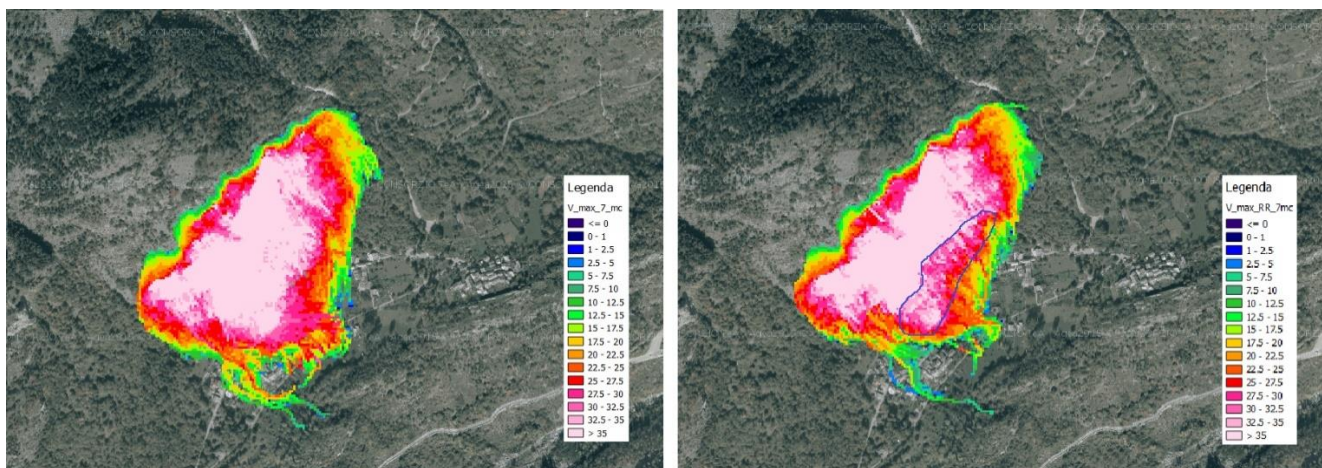 Legenda
V_max_7_mc
<= 0
0 - 1
1 - 2.5
2.5 - 5
5 - 7.5
7.5 - 10
10 - 12.5
12.5 - 15
15 - 17.5
17.5 - 20
20 - 22.5
22.5 - 25
25 - 27.5
27.5 - 30
30 - 32.5
32.5 - 35
> 35
Legenda
V_max_RR_7mc
<= 0
0 - 1
1 - 2.5
2.5 - 5
5 - 7.5
7.5 - 10
10 - 12.5
12.5 - 15
15 - 17.5
17.5 - 20
20 - 22.5
22.5 - 25
25 - 27.5
27.5 - 30
30 - 32.5
32.5 - 35
> 35